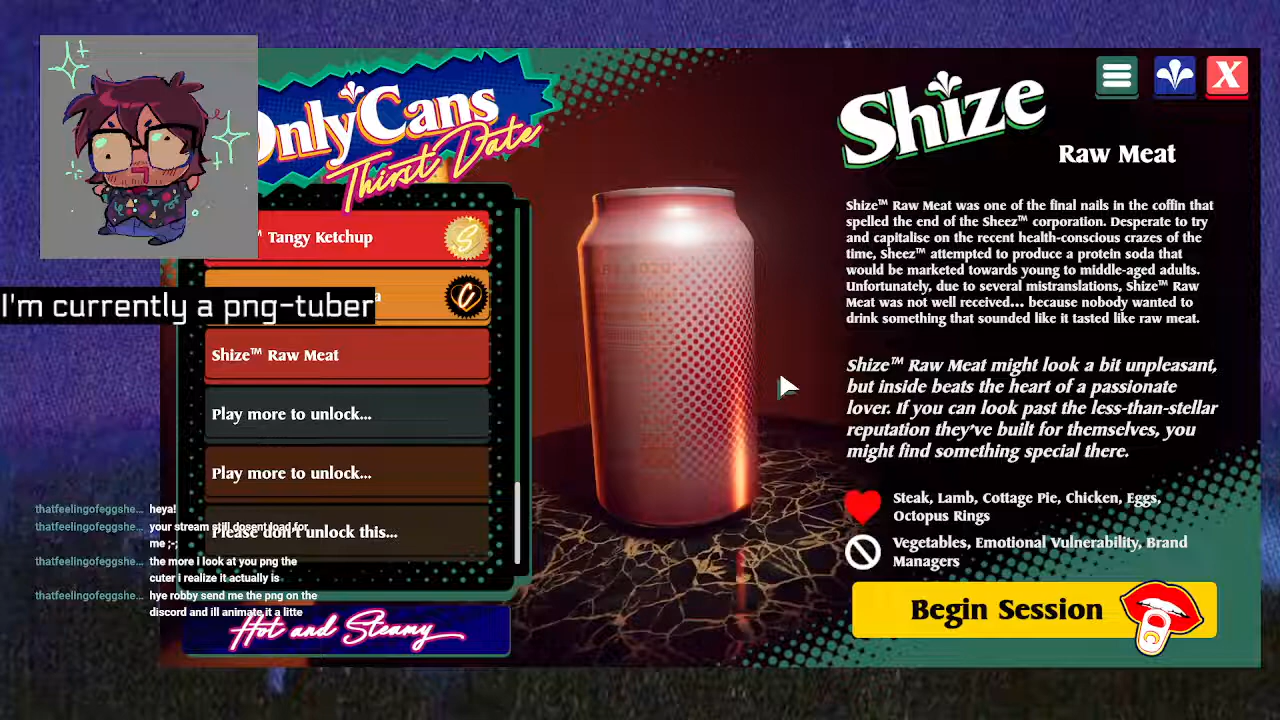 OnlyCans
Thirst Date
™ Tangy Ketchup
S
C
I'm currently a png-tuber
Shize™ Raw Meat
Play more to unlock...
Play more to unlock...
Please don't unlock this...
Hot and Steamy
thatfeelingofeggshe... heya!
thatfeelingofeggshe... your stream still dosent load for
me ;-;
thatfeelingofeggshe... the more i look at you png the
cuter i realize it actually is
thatfeelingofeggshe... hye robby send me the png on the
discord and ill animate it a litte
X
Shize
Raw Meat
Shize™ Raw Meat was one of the final nails in the coffin that
spelled the end of the Sheez™ corporation. Desperate to try
and capitalise on the recent health-conscious crazes of the
time, Sheez™ attempted to produce a protein soda that
would be marketed towards young to middle-aged adults.
Unfortunately, due to several mistranslations, Shize™ Raw
Meat was not well received... because nobody wanted to
drink something that sounded like it tasted like raw meat.
Shize™ Raw Meat might look a bit unpleasant,
but inside beats the heart of a passionate
lover. If you can look past the less-than-stellar
reputation they've built for themselves, you
might find something special there.
Steak, Lamb, Cottage Pie, Chicken, Eggs,
Octopus Rings
Vegetables, Emotional Vulnerability, Brand
Managers
Begin Session